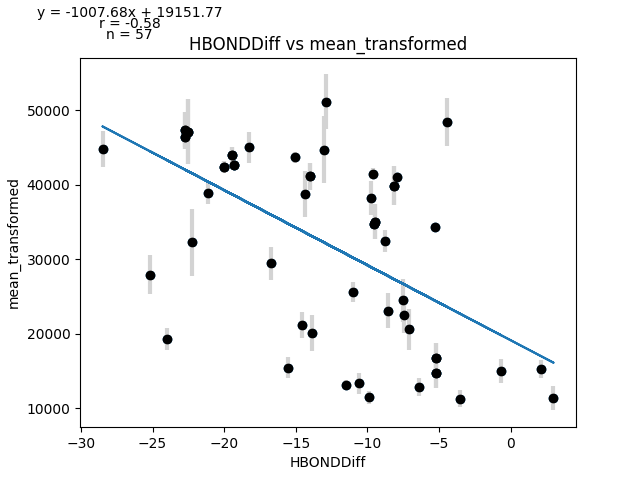 y = -1007.68x + 19151.77
r = -0.58
n = 57
HBONDDiff vs mean_transformed
mean_transformed
50000
40000
30000
20000
10000
−30
−25
−20
−15
−10
−5
0
HBONDDiff